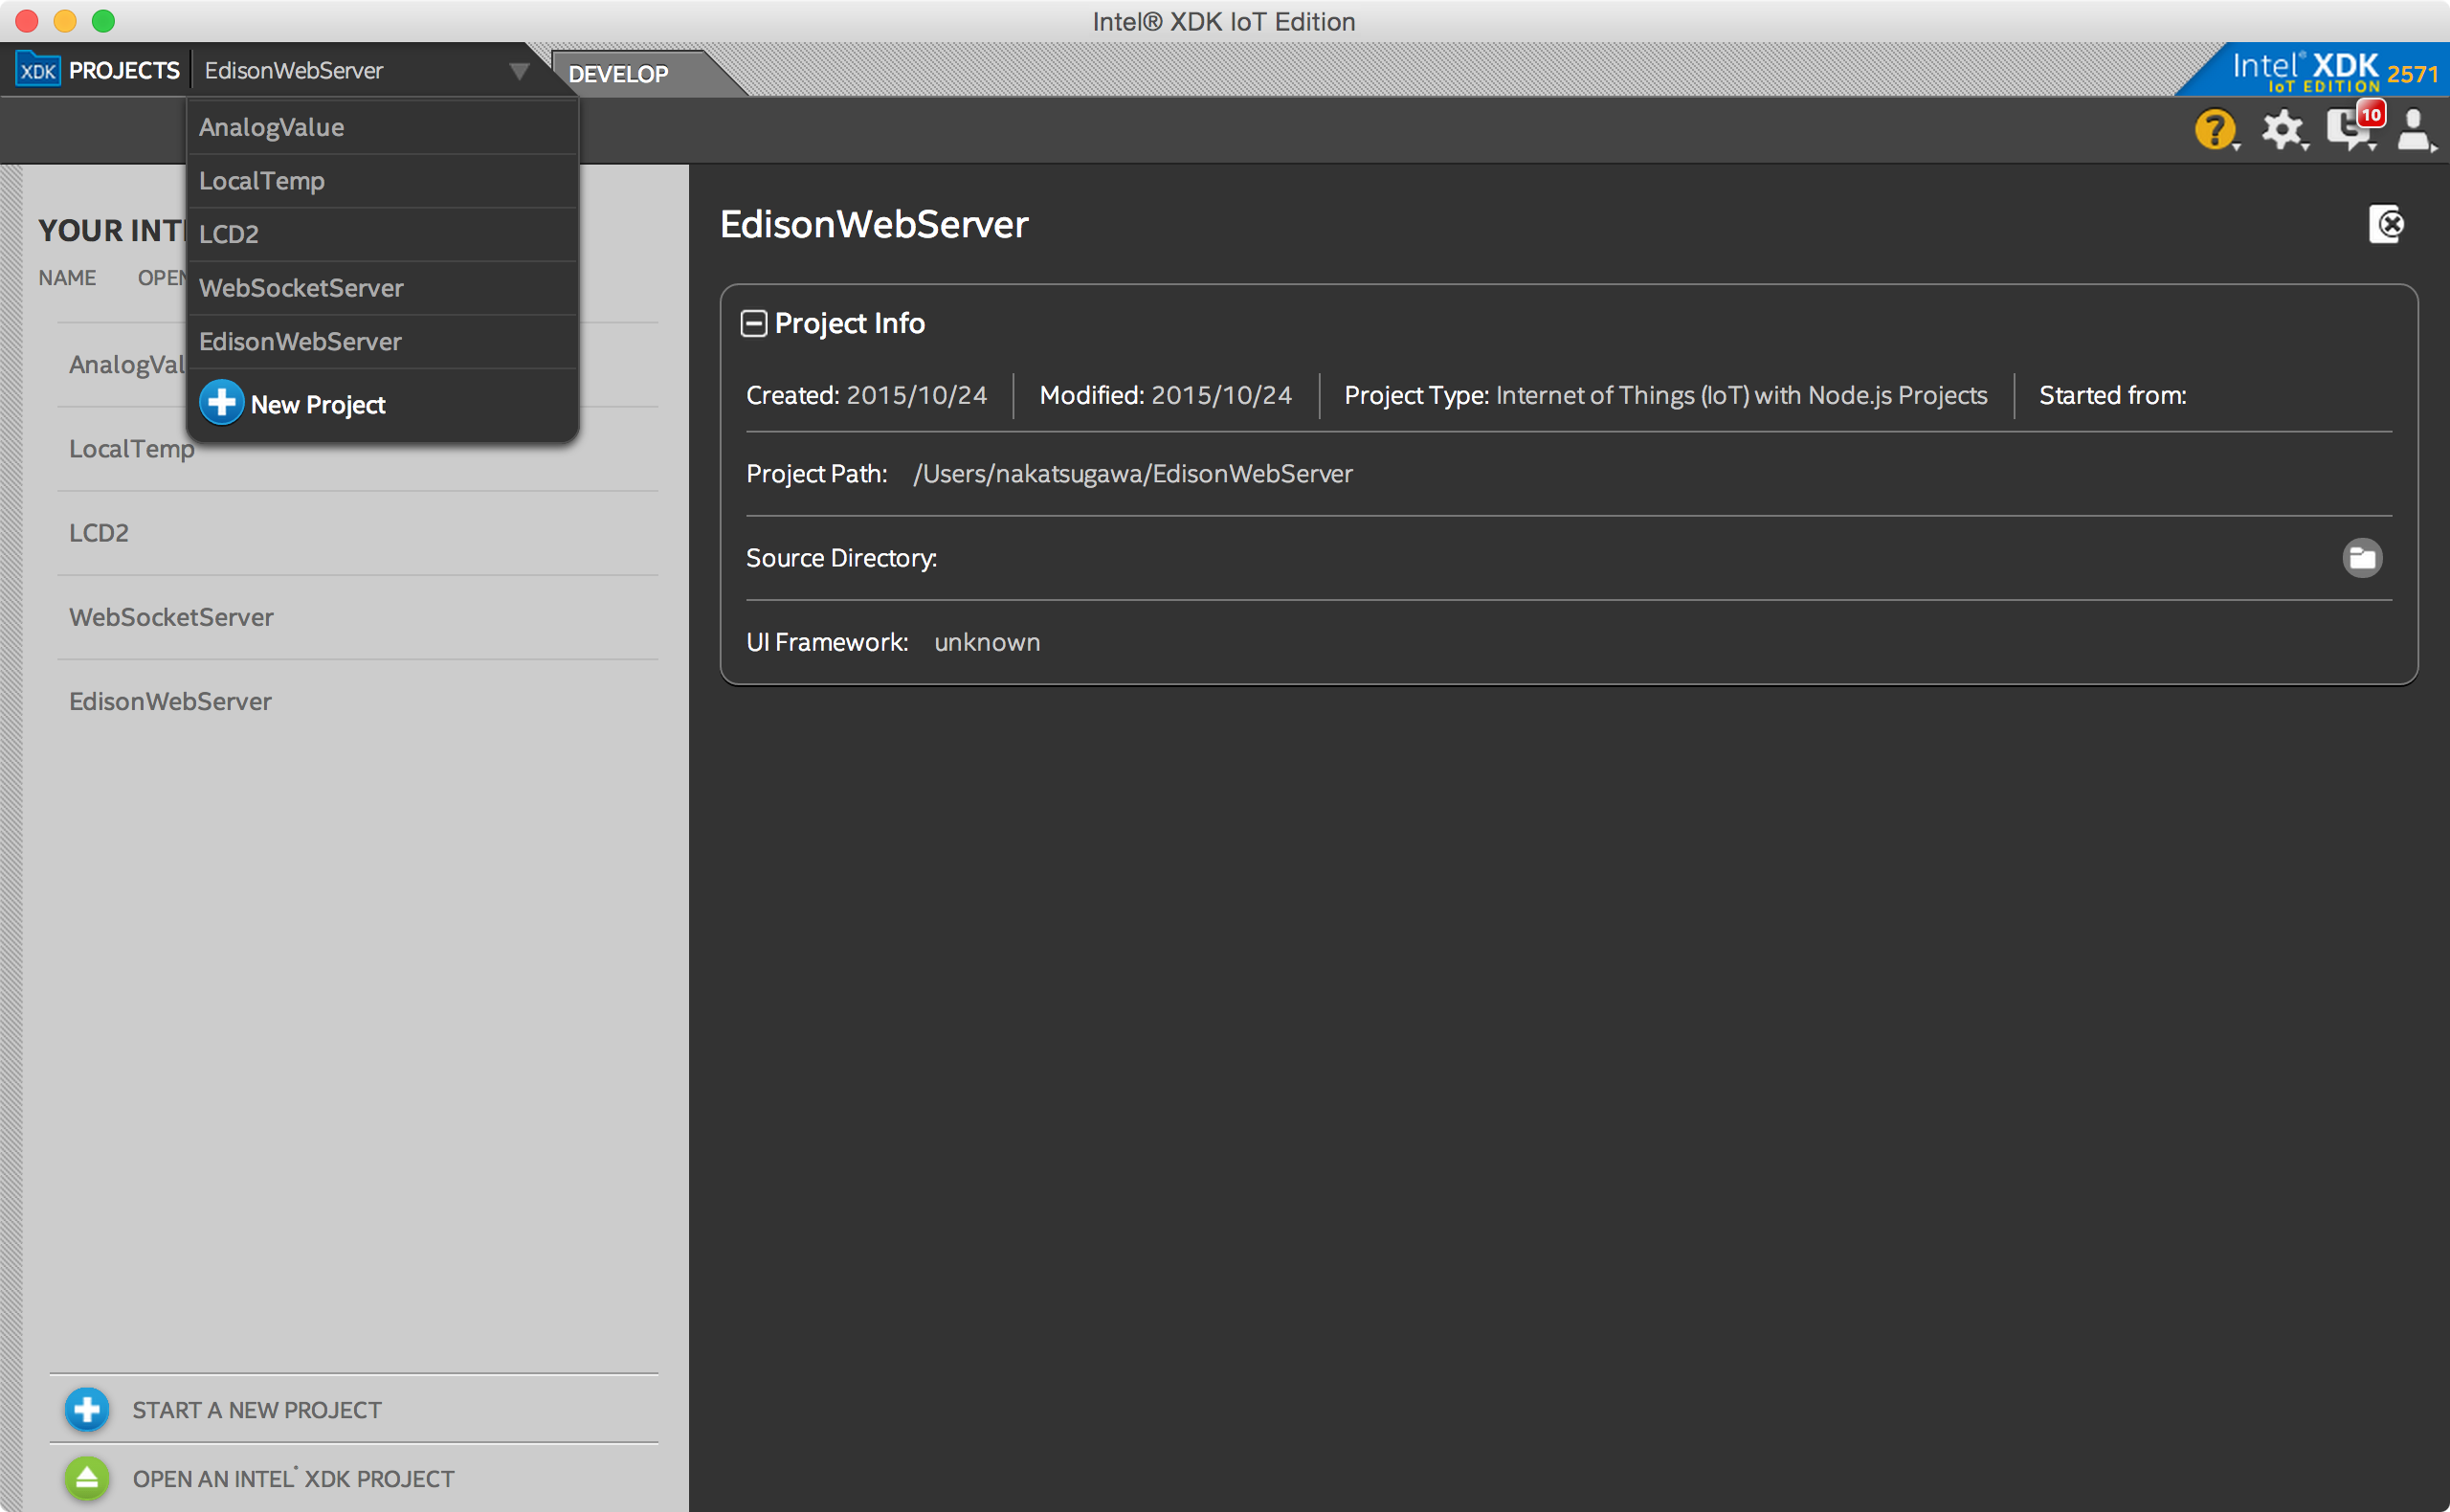 Intel® XDK IoT Edition
XDK PROJECTS EdisonWebServer DEVELOP
Intel® XDK 2571
IoT EDITION
? 10
AnalogValue
LocalTemp
LCD2
WebSocketServer
EdisonWebServer
New Project
YOUR
NAME
AnalogVal
LocalTemp
LCD2
WebSocketServer
EdisonWebServer
START A NEW PROJECT
OPEN AN INTEL® XDK PROJECT
EdisonWebServer
Project Info
Created: 2015/10/24 Modified: 2015/10/24 Project Type: Internet of Things (IoT) with Node.js Projects Started from:
Project Path: /Users/nakatsugawa/EdisonWebServer
Source Directory:
UI Framework: unknown